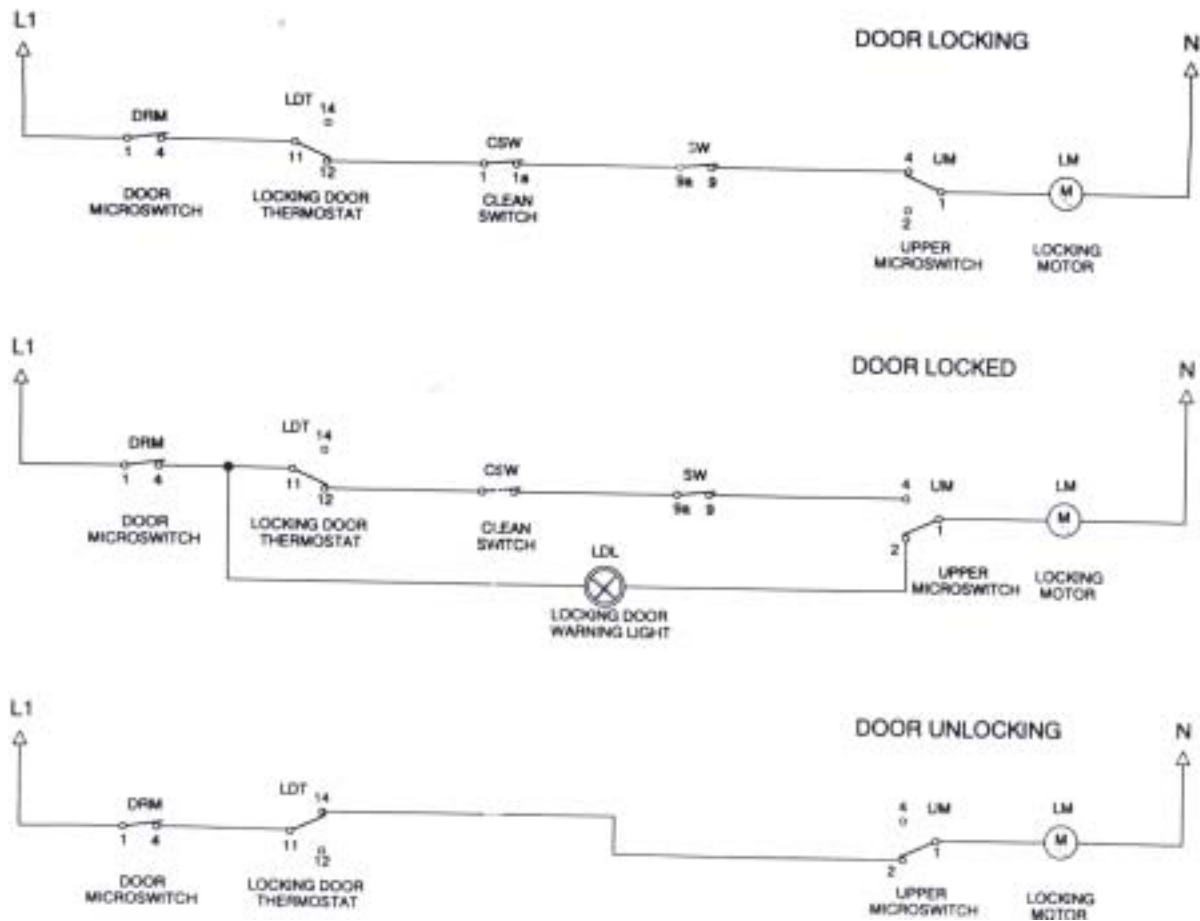 L1
DOOR LOCKING
N
DRM
1 4
DOOR
MICROSWITCH
LDT 14
11
12
LOCKING DOOR
THERMOSTAT
CSW
1 1a
CLEAN
SWITCH
9a 9
4 UM
1
2
UPPER
MICROSWITCH
LM
M
LOCKING
MOTOR
L1
DOOR LOCKED
N
DRM
1 4
DOOR
MICROSWITCH
LDT 14
11
12
LOCKING DOOR
THERMOSTAT
CSW
CLEAN
SWITCH
SW
9a 9
4 UM
1
2
UPPER
MICROSWITCH
LM
M
LOCKING
MOTOR
LDL
LOCKING DOOR
WARNING LIGHT
L1
DOOR UNLOCKING
N
DRM
1 4
DOOR
MICROSWITCH
LDT 14
11
12
LOCKING DOOR
THERMOSTAT
4 UM
1
2
UPPER
MICROSWITCH
LM
M
LOCKING
MOTOR